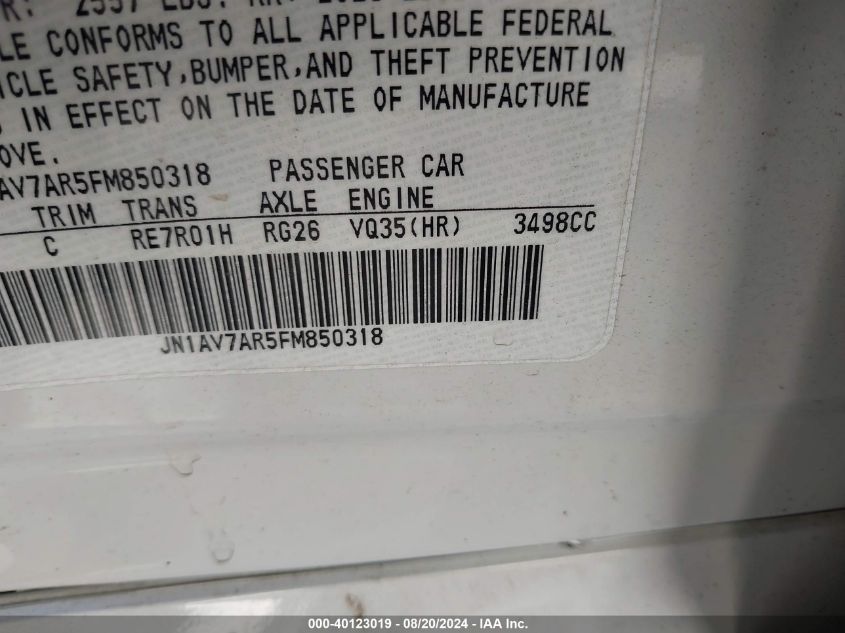 LE CONFORMS TO ALL APPLICABLE FEDERAL
ICLE SAFETY,BUMPER,AND THEFT PREVENTION
IN EFFECT ON THE DATE OF MANUFACTURE
OVE.
AV7AR5FM850318 PASSENGER CAR
TRIM TRANS AXLE ENGINE
C RE7R01H RG26 VQ35(HR) 3498CC
JN1AV7AR5FM850318
000-40123019 - 08/20/2024 - IAA Inc.